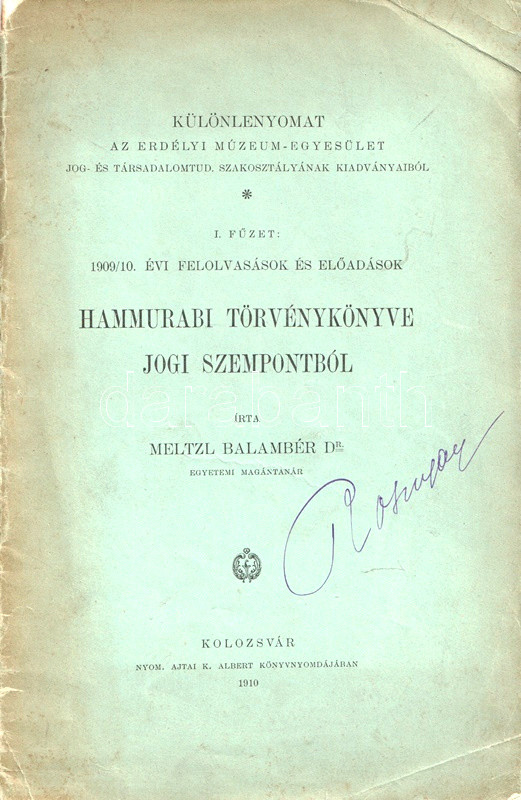 KÜLÖNLENYOMAT
AZ ERDÉLYI MÚZEUM-EGYESÜLET
JOG- ÉS TÁRSADALOMTUD. SZAKOSZTÁLYÁNAK KIADVÁNYAIBÓL
*
I. FÜZET:
1909/10. ÉVI FELOLVASÁSOK ÉS ELŐADÁSOK
HAMMURABI TÖRVÉNYKÖNYVE
JOGI SZEMPONTBÓL
darabanth
ÍRTA
MELTZL BALAMBÉR DR.
EGYETEMI MAGÁNTANÁR
KOLOZSVÁR
NYOM. AJTAI K. ALBERT KÖNYVNYOMDÁJÁBAN
1910